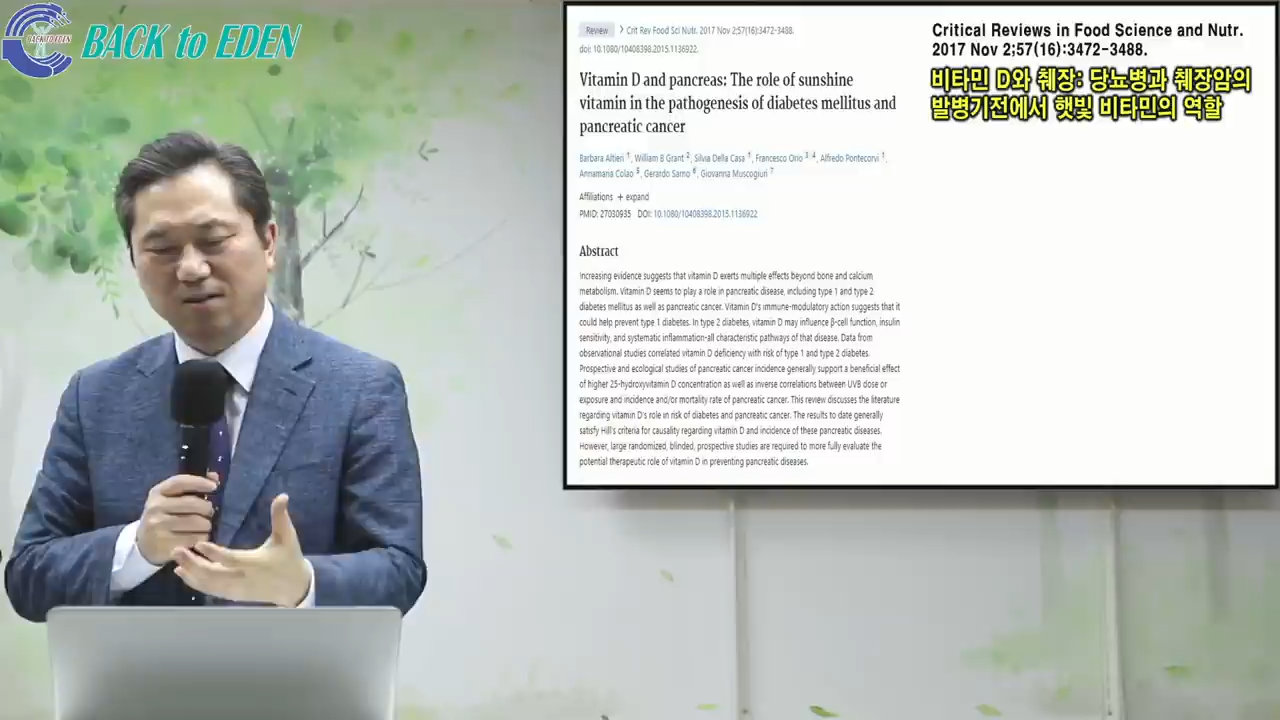 BACK to EDEN
BACK TO EDEN
Review
Crit Rev Food Sci Nutr. 2017 Nov 2;57(16):3472-3488.
doi: 10.1080/10408398.2015.1136922.
Vitamin D and pancreas: The role of sunshine
vitamin in the pathogenesis of diabetes mellitus and
pancreatic cancer
Barbara Altieri 1, William B Grant 2, Silvia Della Casa 1, Francesco Orio 3 4, Alfredo Pontecorvi 1,
Annamaria Colao 5, Gerardo Sarno 6, Giovanna Muscogiuri 7
Affiliations + expand
PMID: 27030935 DOI: 10.1080/10408398.2015.1136922
Abstract
Increasing evidence suggests that vitamin D exerts multiple effects beyond bone and calcium
metabolism. Vitamin D seems to play a role in pancreatic disease, including type 1 and type 2
diabetes mellitus as well as pancreatic cancer. Vitamin D's immune-modulatory action suggests that it
could help prevent type 1 diabetes. In type 2 diabetes, vitamin D may influence β-cell function, insulin
sensitivity, and systematic inflammation-all characteristic pathways of that disease. Data from
observational studies correlated vitamin D deficiency with risk of type 1 and type 2 diabetes.
Prospective and ecological studies of pancreatic cancer incidence generally support a beneficial effect
of higher 25-hydroxyvitamin D concentration as well as inverse correlations between UVB dose or
exposure and incidence and/or mortality rate of pancreatic cancer. This review discusses the literature
regarding vitamin D's role in risk of diabetes and pancreatic cancer. The results to date generally
satisfy Hill's criteria for causality regarding vitamin D and incidence of these pancreatic diseases.
However, large randomized, blinded, prospective studies are required to more fully evaluate the
potential therapeutic role of vitamin D in preventing pancreatic diseases.
Critical Reviews in Food Science and Nutr.
2017 Nov 2;57(16):3472-3488.
비타민 D와 췌장: 당뇨병과 췌장암의
발병기전에서 햇빛 비타민의 역할